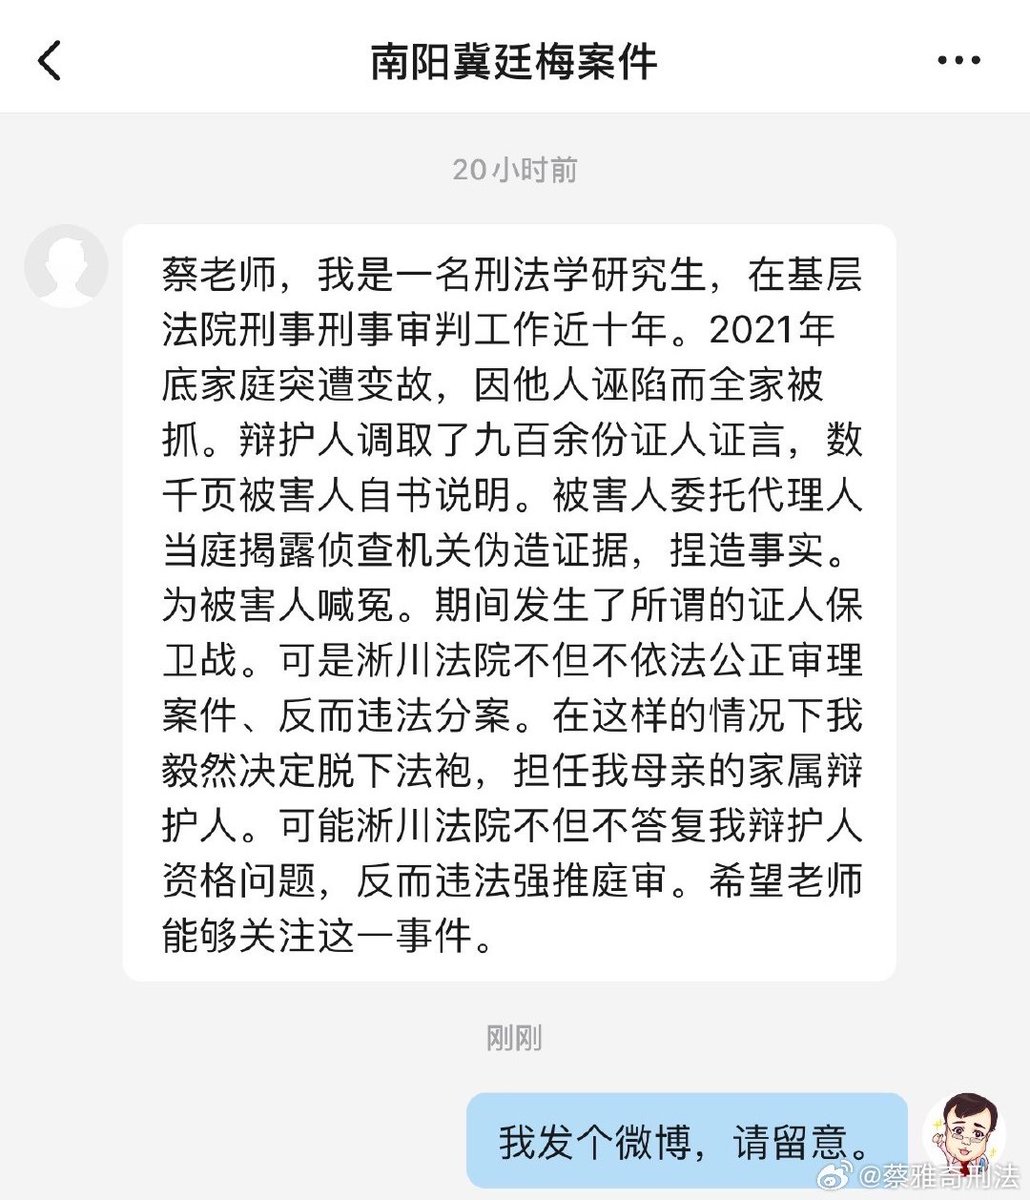 南阳冀廷梅案件
20小时前
蔡老师，我是一名刑法学研究生，在基层
法院刑事刑事审判工作近十年。2021年
底家庭突遭变故，因他人诬陷而全家被
抓。辩护人调取了九百余份证人证言，数
千页被害人自书说明。被害人委托代理人
当庭揭露侦查机关伪造证据，捏造事实。
为被害人喊冤。期间发生了所谓的证人保
卫战。可是淅川法院不但不依法公正审理
案件、反而违法分案。在这样的情况下我
毅然决定脱下法袍，担任我母亲的家属辩
护人。可能淅川法院不但不答复我辩护人
资格问题，反而违法强推庭审。希望老师
能够关注这一事件。
刚刚
我发个微博，请留意。
@蔡雅奇刑法